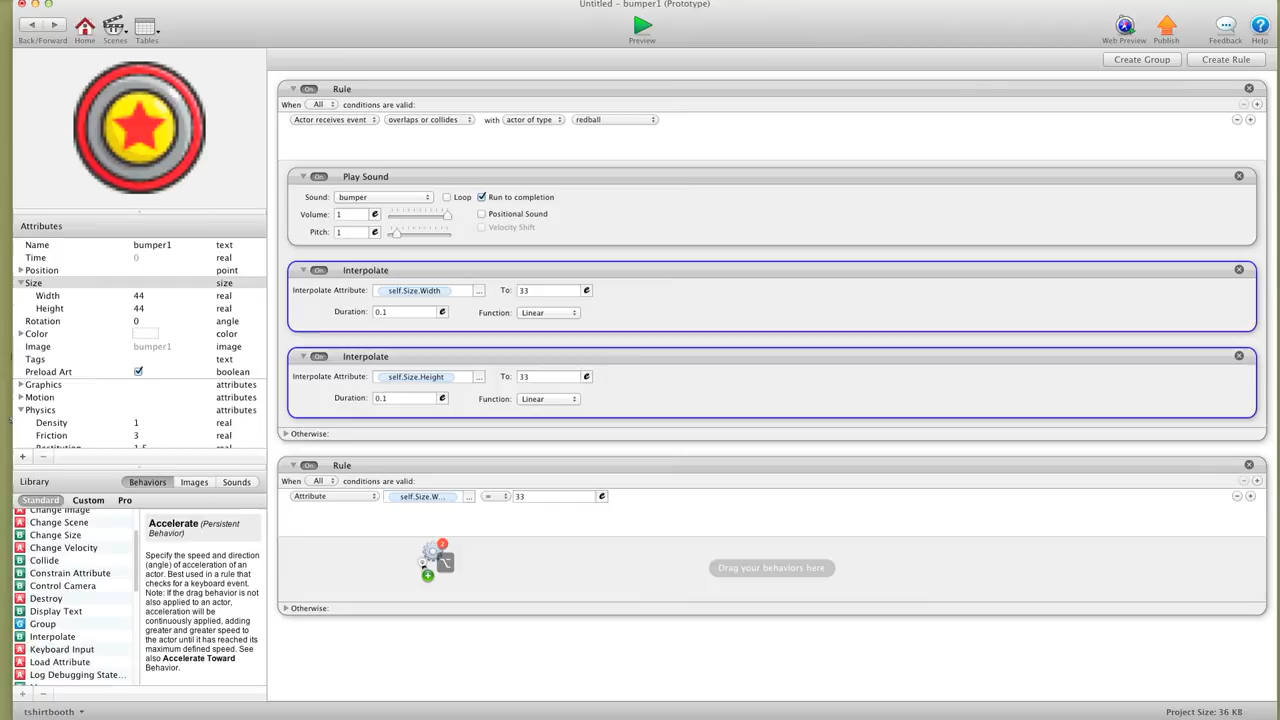 Untitled - bumper1 (Prototype)
Back/Forward Home Scenes Tables Preview Web Preview Publish Feedback Help
Create Group Create Rule
Rule
When All conditions are valid:
Actor receives event overlaps or collides with actor of type redball
Play Sound
Sound: bumper Loop Run to completion
Volume: 1 Positional Sound
Pitch: 1 Velocity Shift
Interpolate
Interpolate Attribute: self.Size.Width ... To: 33
Duration: 0.1 Function: Linear
Interpolate
Interpolate Attribute: self.Size.Height ... To: 33
Duration: 0.1 Function: Linear
Otherwise:
Rule
When All conditions are valid:
Attribute self.Size.W... ... = 33
2
Drag your behaviors here
Otherwise:
Attributes
Name bumper1 text
Time 0 real
Position point
Size size
Width 44 real
Height 44 real
Rotation 0 angle
Color color
Image bumper1 image
Tags text
Preload Art boolean
Graphics attributes
Motion attributes
Physics attributes
Density 1 real
Friction 3 real
Restitution 1.5 real
Library Behaviors Images Sounds
Standard Custom Pro
Change Image
Change Scene
Change Size
Change Velocity
Collide
Constrain Attribute
Control Camera
Destroy
Display Text
Group
Interpolate
Keyboard Input
Load Attribute
Log Debugging State...
Accelerate (Persistent
Behavior)
Specify the speed and direction
(angle) of acceleration of an
actor. Best used in a rule that
checks for a keyboard event.
Note: If the drag behavior is not
also applied to an actor,
acceleration will be
continuously applied, adding
greater and greater speed to
the actor until it has reached its
maximum defined speed. See
also Accelerate Toward
Behavior.
tshirtbooth
Project Size: 36 KB